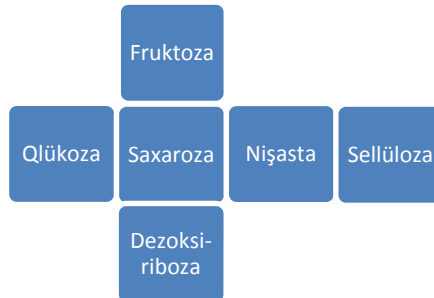 Fruktoza
Qlükoza
Saxaroza
Nişasta
Sellüloza
Dezoksi-
riboza